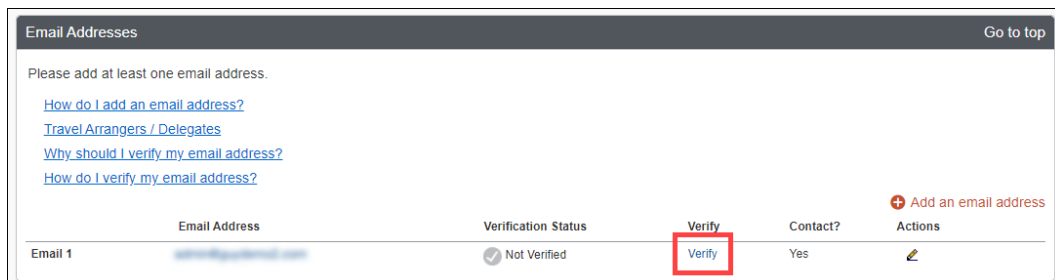 Email Addresses Go to top
Please add at least one email address.
How do I add an email address?
Travel Arrangers / Delegates
Why should I verify my email address?
How do I verify my email address?
Add an email address
Email Address Verification Status Verify Contact? Actions
Email 1 Not Verified Verify Yes